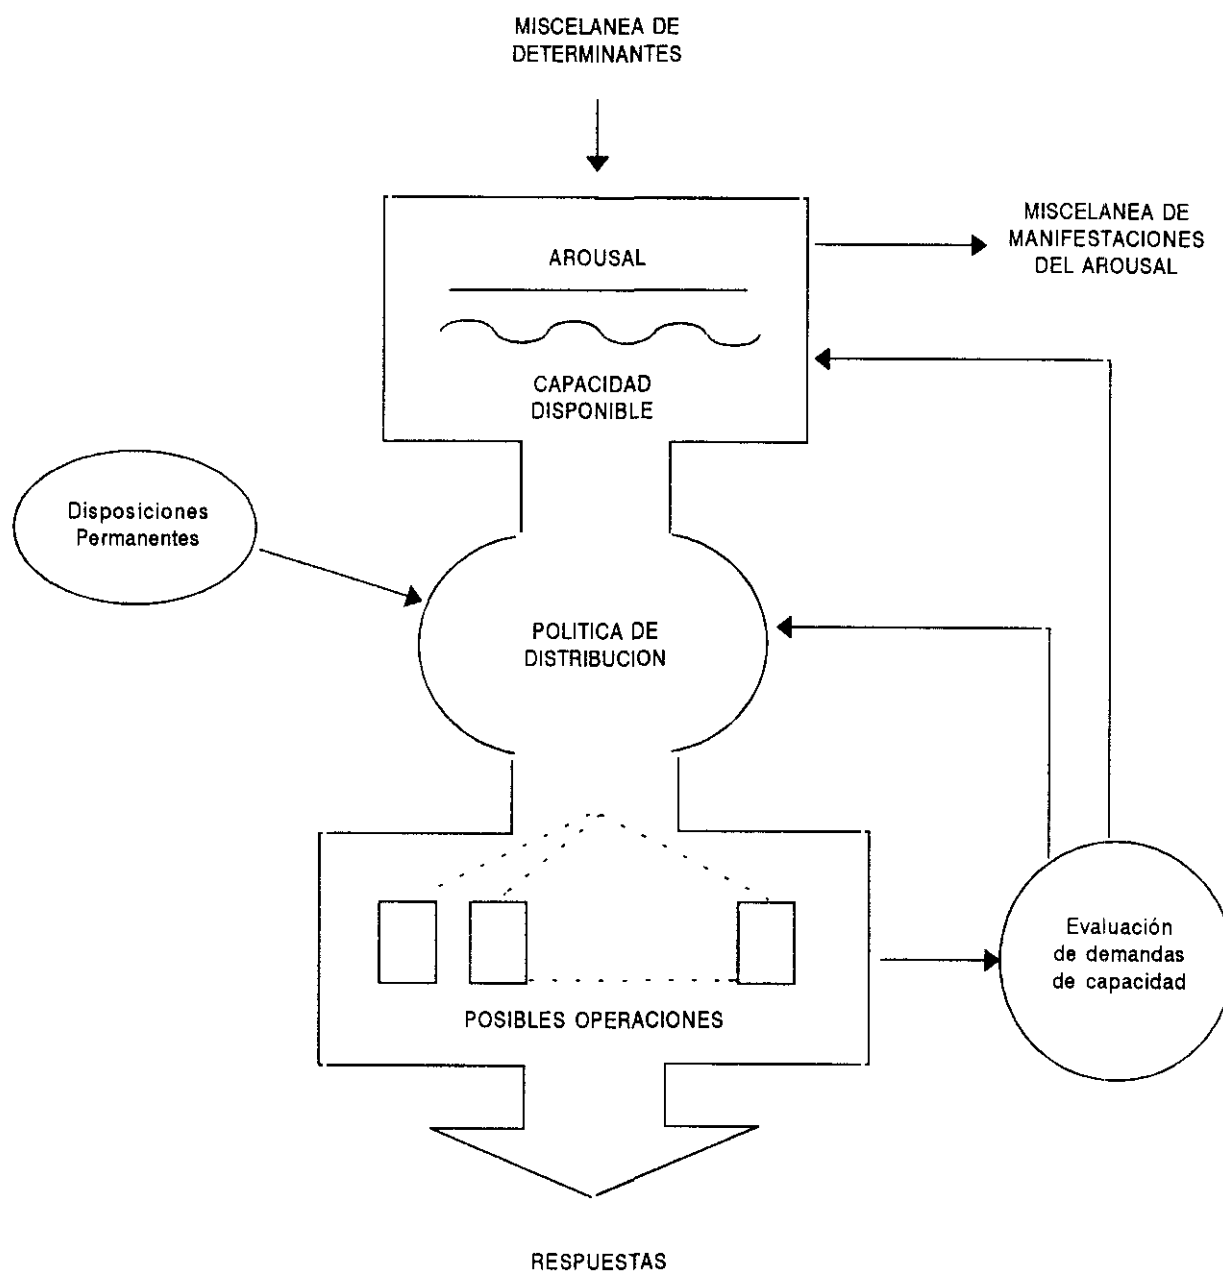 MISCELANEA DE
DETERMINANTES
MISCELANEA DE
MANIFESTACIONES
DEL AROUSAL
AROUSAL
CAPACIDAD
DISPONIBLE
Disposiciones
Permanentes
POLITICA DE
DISTRIBUCION
Evaluación
de demandas
de capacidad
POSIBLES OPERACIONES
RESPUESTAS